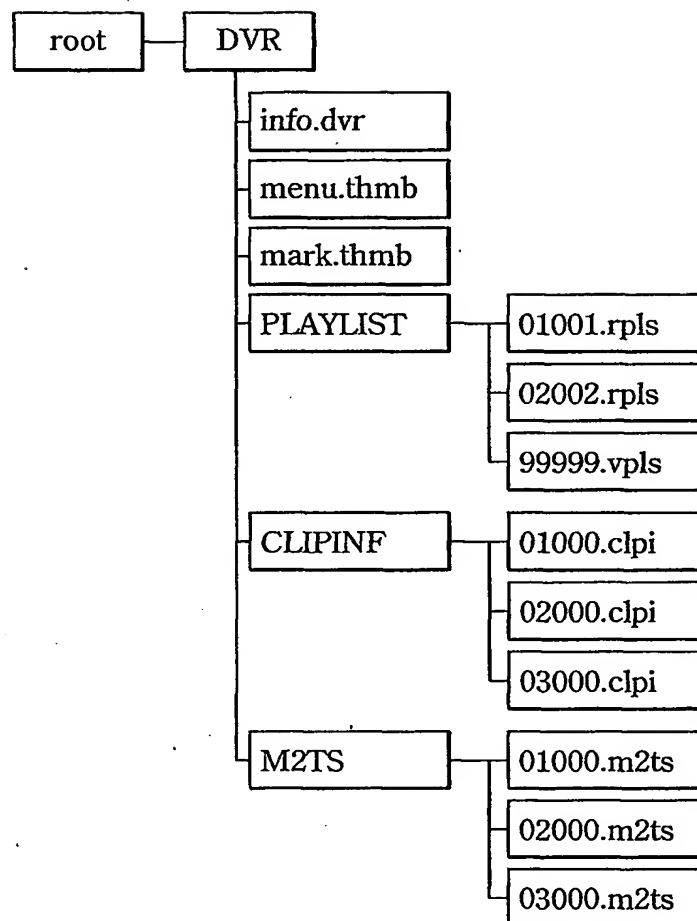 root DVR
info.dvr
menu.thmb
mark.thmb
PLAYLIST 01001.rpls
02002.rpls
99999.vpls
CLIPINF 01000.clpi
02000.clpi
03000.clpi
M2TS 01000.m2ts
02000.m2ts
03000.m2ts